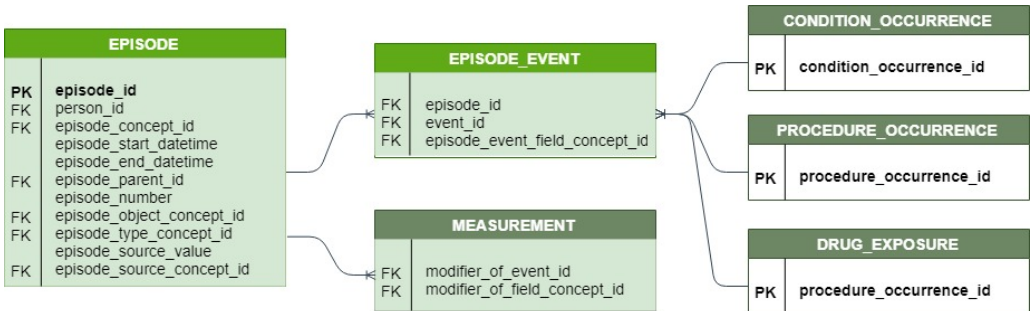 EPISODE
PK episode_id
FK person_id
FK episode_concept_id
episode_start_datetime
episode_end_datetime
FK episode_parent_id
episode_number
FK episode_object_concept_id
FK episode_type_concept_id
episode_source_value
FK episode_source_concept_id
EPISODE_EVENT
FK episode_id
FK event_id
FK episode_event_field_concept_id
MEASUREMENT
FK modifier_of_event_id
FK modifier_of_field_concept_id
CONDITION_OCCURRENCE
PK condition_occurrence_id
PROCEDURE_OCCURRENCE
PK procedure_occurrence_id
DRUG_EXPOSURE
PK procedure_occurrence_id